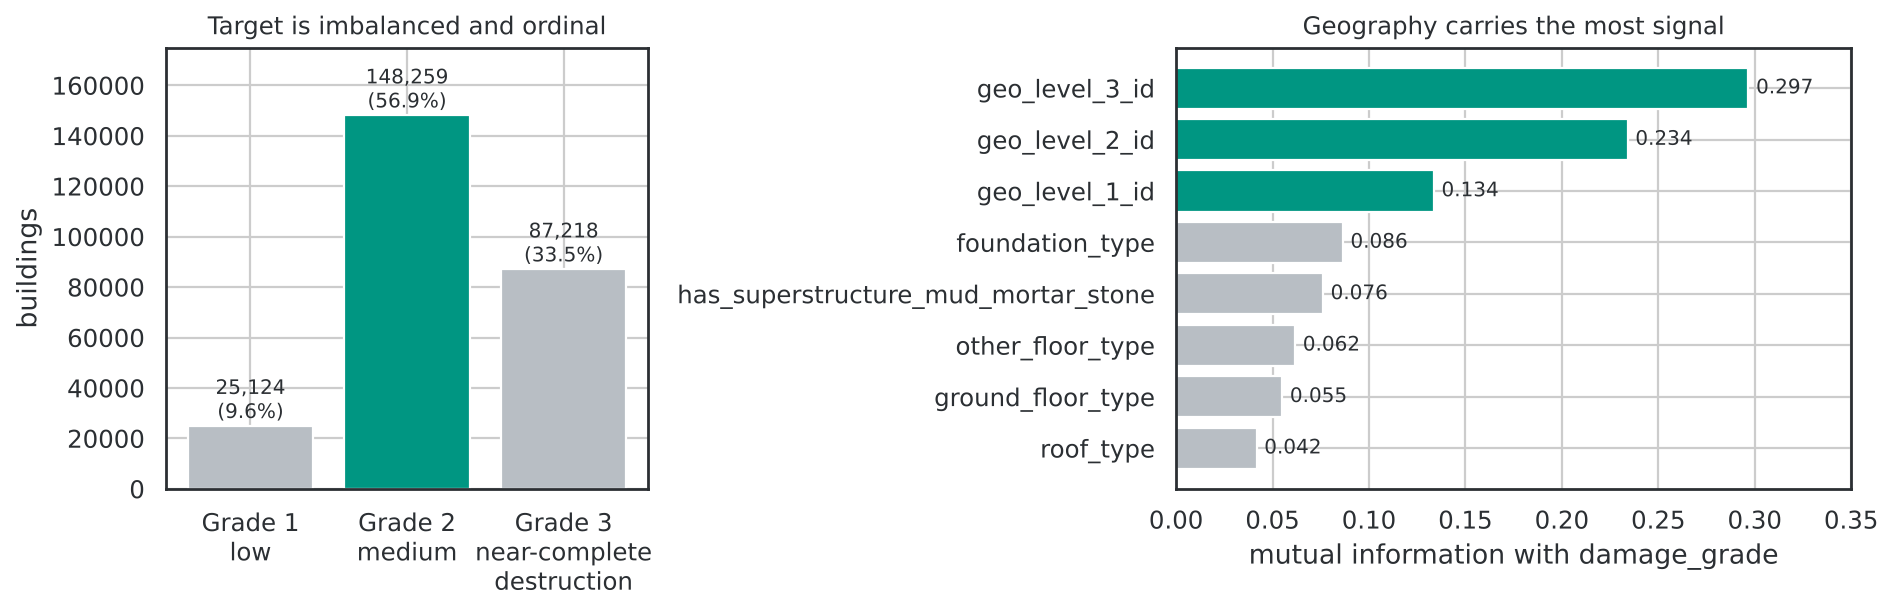 Target is imbalanced and ordinal
buildings
160000
140000
120000
100000
80000
60000
40000
20000
0
25,124
(9.6%)
148,259
(56.9%)
87,218
(33.5%)
Grade 1
low
Grade 2
medium
Grade 3
near-complete
destruction
Geography carries the most signal
geo_level_3_id
0.297
geo_level_2_id
0.234
geo_level_1_id
0.134
foundation_type
0.086
has_superstructure_mud_mortar_stone
0.076
other_floor_type
0.062
ground_floor_type
0.055
roof_type
0.042
0.00 0.05 0.10 0.15 0.20 0.25 0.30 0.35
mutual information with damage_grade